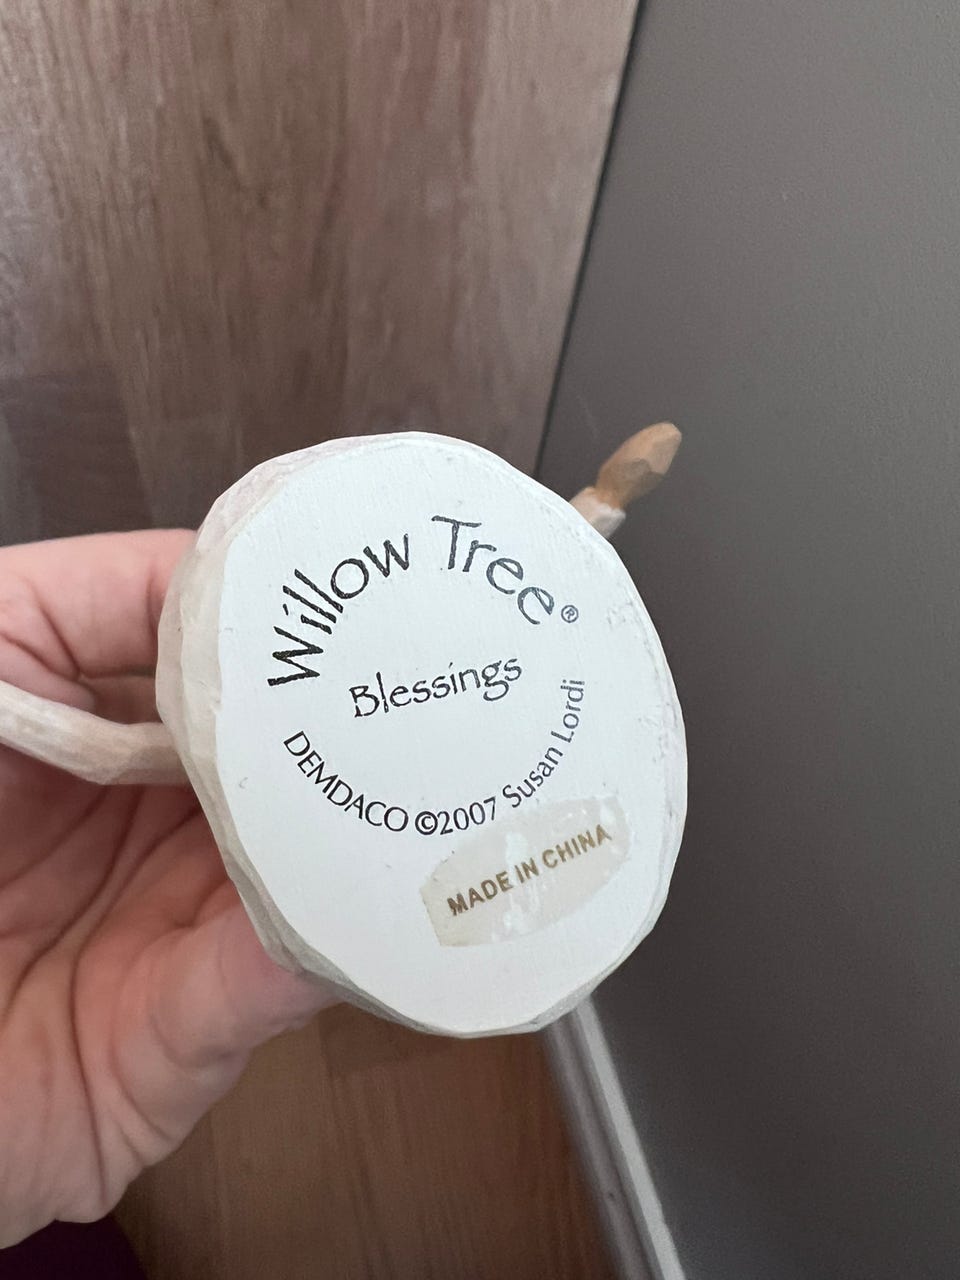 Willow Tree®
Blessings
DEMDACO ©2007 Susan Lordi
MADE IN CHINA